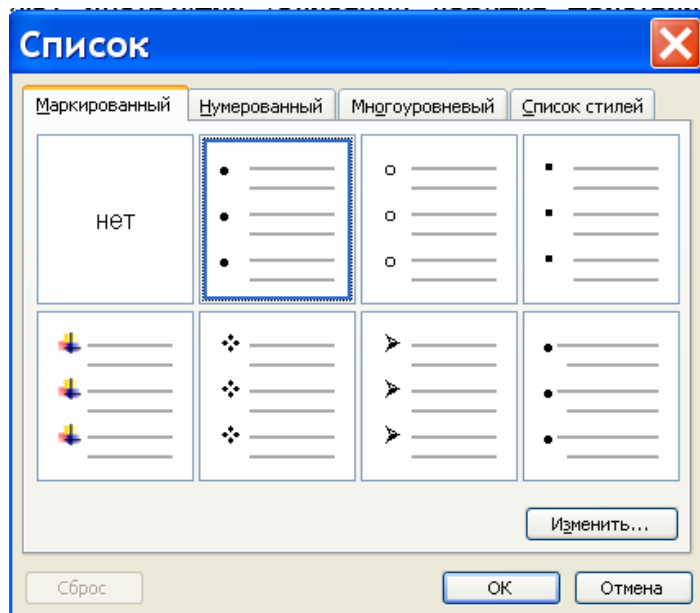 Список
Маркированный Нумерованный Многоуровневый Список стилей
нет
Изменить...
Сброс ОК Отмена